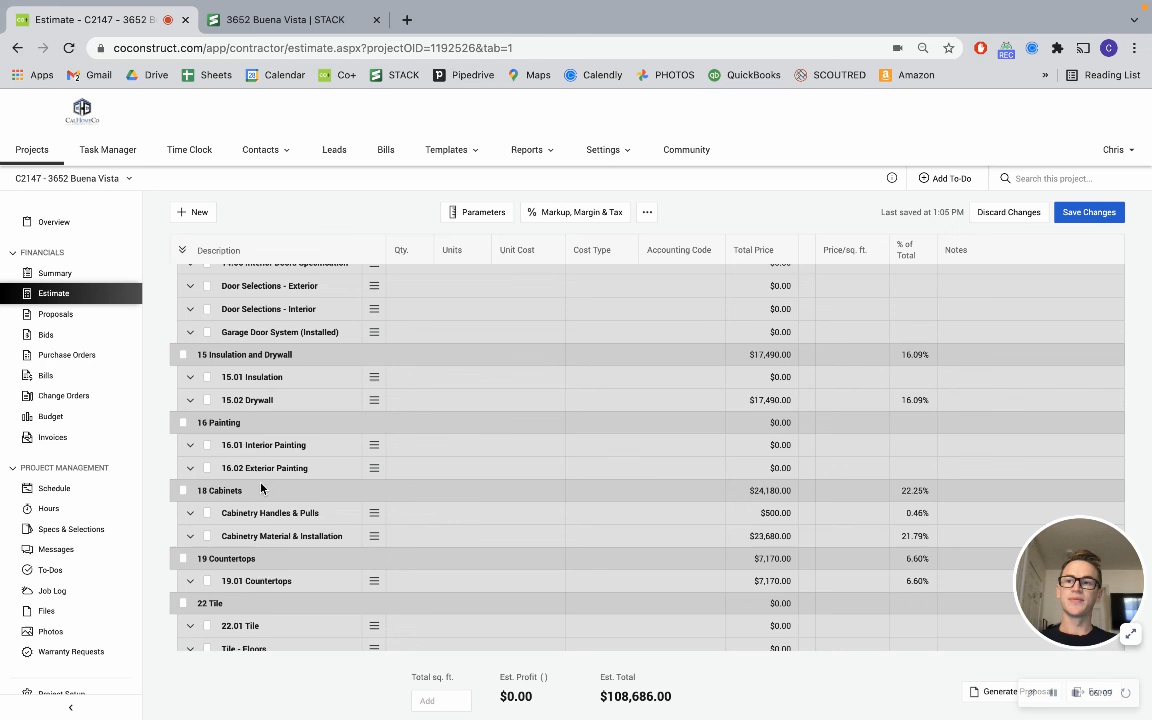 Estimate - C2147 - 3652 B
3652 Buena Vista | STACK
coconstruct.com/app/contractor/estimate.aspx?projectOID=1192526&tab=1
REC
C
Apps Gmail Drive Sheets Calendar Co+ STACK Pipedrive Maps Calendly PHOTOS QuickBooks SCOUTRED Amazon » Reading List
CALHOMECO
Projects Task Manager Time Clock Contacts Leads Bills Templates Reports Settings Community Chris
C2147 - 3652 Buena Vista Add To-Do Search this project...
Overview
FINANCIALS
Summary
Estimate
Proposals
Bids
Purchase Orders
Bills
Change Orders
Budget
Invoices
PROJECT MANAGEMENT
Schedule
Hours
Specs & Selections
Messages
To-Dos
Job Log
Files
Photos
Warranty Requests
Project Setup
+ New Parameters % Markup, Margin & Tax ••• Last saved at 1:05 PM Discard Changes Save Changes
Description Qty. Units Unit Cost Cost Type Accounting Code Total Price Price/sq. ft. % of Total Notes
14.03 Interior Doors Specification $0.00
Door Selections - Exterior $0.00
Door Selections - Interior $0.00
Garage Door System (Installed) $0.00
15 Insulation and Drywall $17,490.00 16.09%
15.01 Insulation $0.00
15.02 Drywall $17,490.00 16.09%
16 Painting $0.00
16.01 Interior Painting $0.00
16.02 Exterior Painting $0.00
18 Cabinets $24,180.00 22.25%
Cabinetry Handles & Pulls $500.00 0.46%
Cabinetry Material & Installation $23,680.00 21.79%
19 Countertops $7,170.00 6.60%
19.01 Countertops $7,170.00 6.60%
22 Tile $0.00
22.01 Tile $0.00
Tile - Floors $0.00
Total sq. ft. Est. Profit () Est. Total
Add $0.00 $108,686.00
Generate